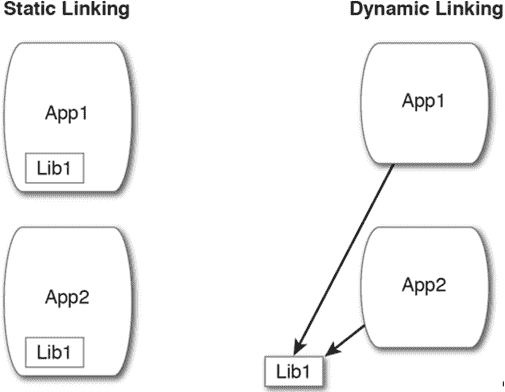 Static Linking
Dynamic Linking
App1
Lib1
App1
App2
Lib1
App2
Lib1